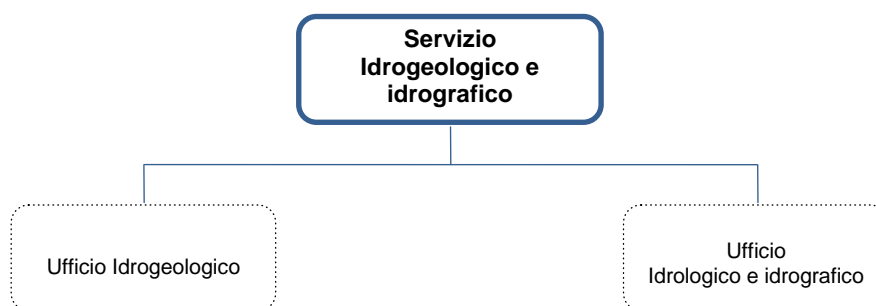 Servizio
Idrogeologico e
idrografico
Ufficio Idrogeologico
Ufficio
Idrologico e idrografico